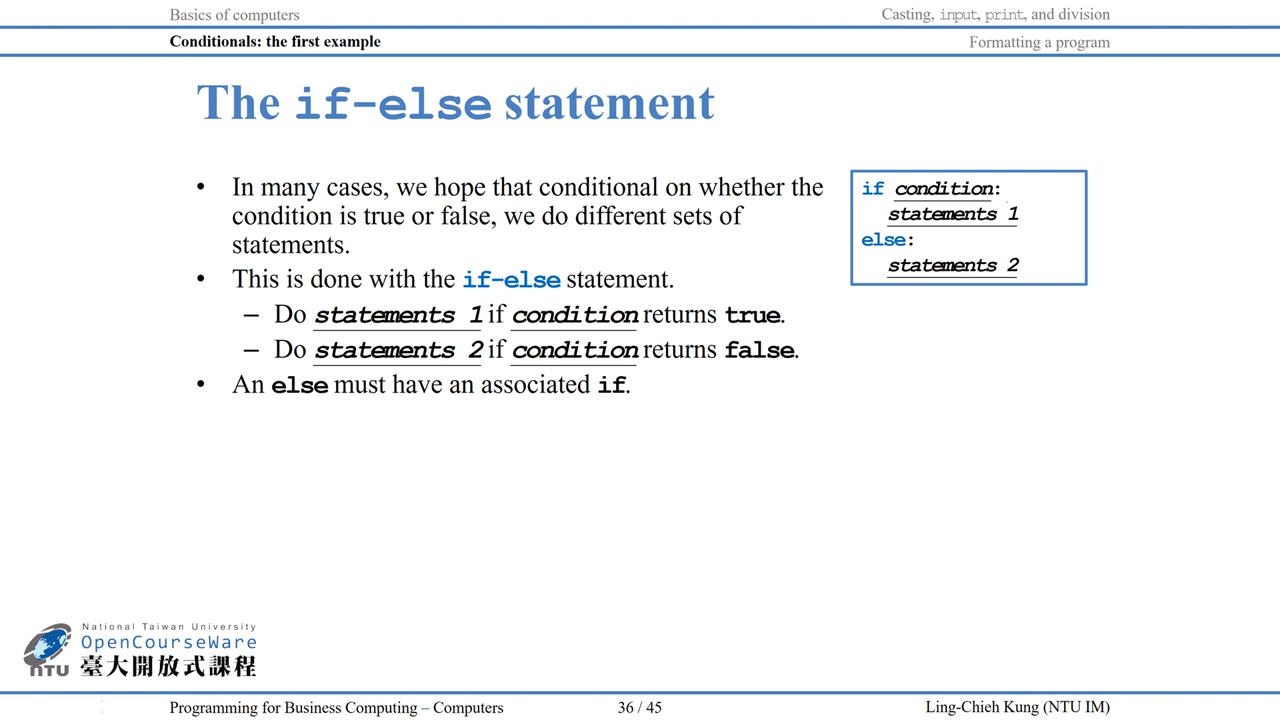 Basics of computers
Casting, input, print, and division
Conditionals: the first example
Formatting a program
The if-else statement
• In many cases, we hope that conditional on whether the
condition is true or false, we do different sets of
statements.
• This is done with the if-else statement.
– Do statements 1 if condition returns true.
– Do statements 2 if condition returns false.
• An else must have an associated if.
if condition:
statements 1
else:
statements 2
National Taiwan University
OpenCourseWare
NTU 臺大開放式課程
Programming for Business Computing – Computers
36 / 45
Ling-Chieh Kung (NTU IM)